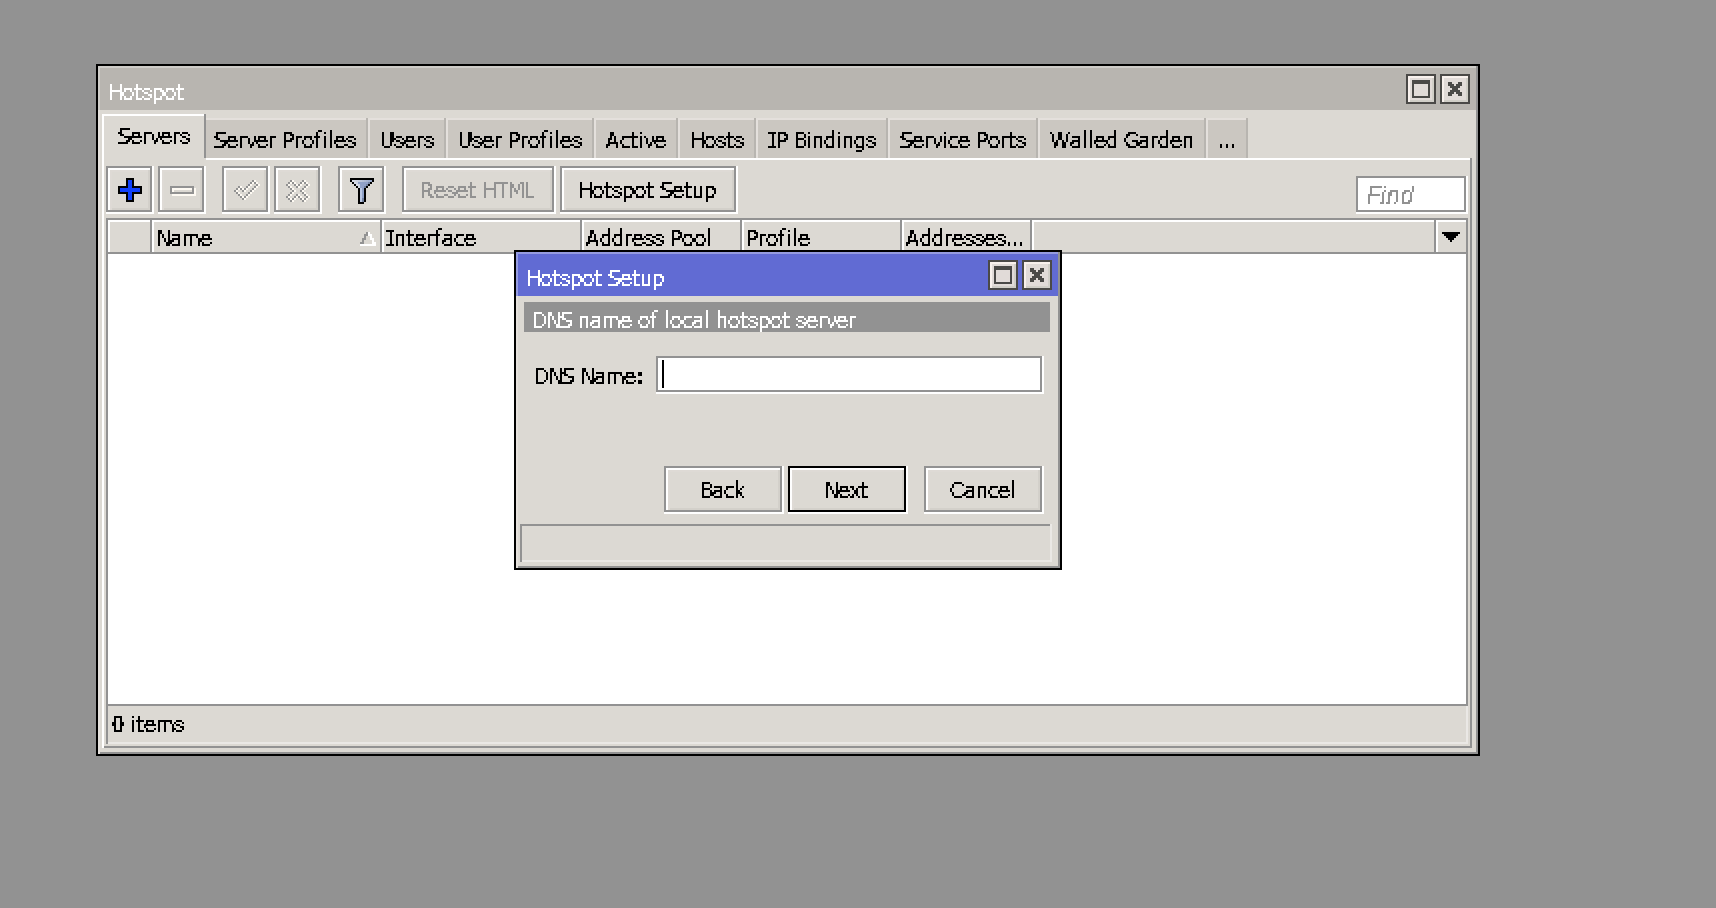 Hotspot
Servers Server Profiles Users User Profiles Active Hosts IP Bindings Service Ports Walled Garden ...
Reset HTML Hotspot Setup Find
Name Interface Address Pool Profile Addresses...
Hotspot Setup
DNS name of local hotspot server
DNS Name:
Back Next Cancel
0 items